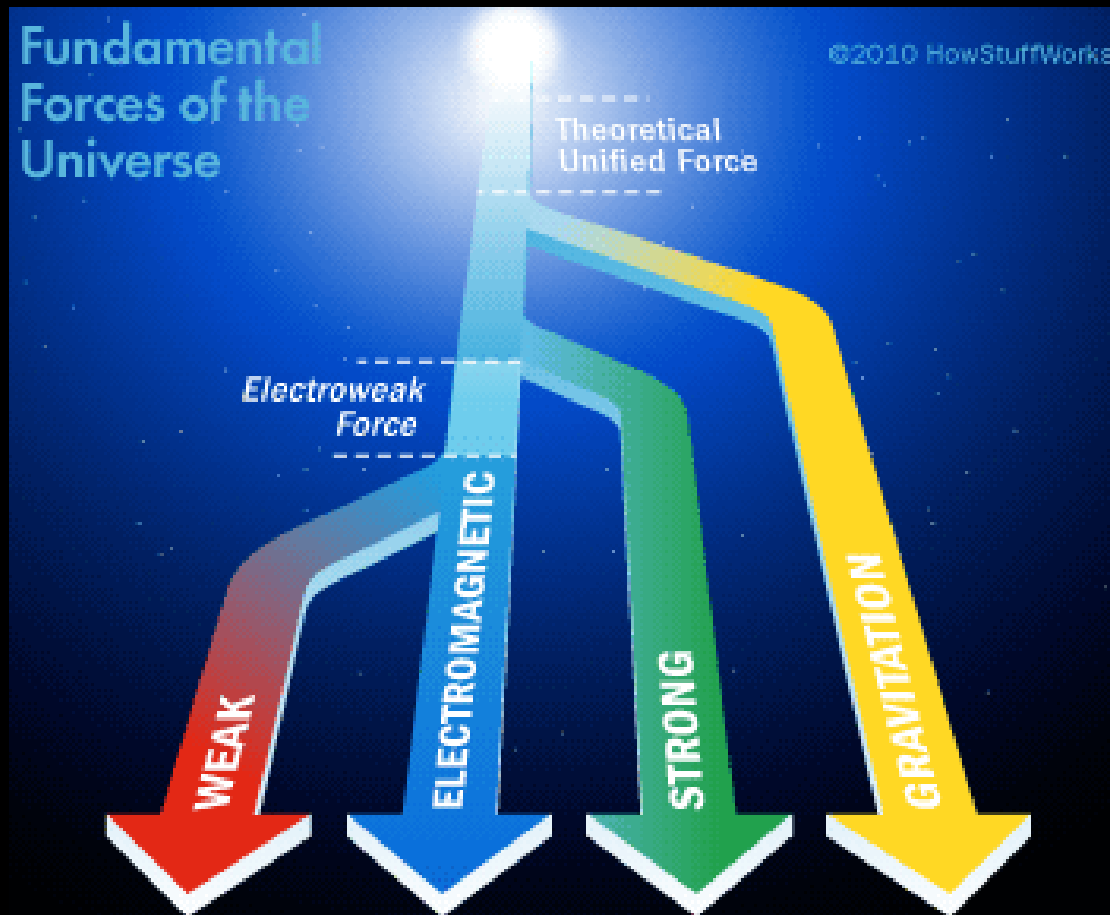 Fundamental
Forces of the
Universe
©2010 HowStuffWorks
Theoretical
Unified Force
Electroweak
Force
WEAK
ELECTROMAGNETIC
STRONG
GRAVITATION